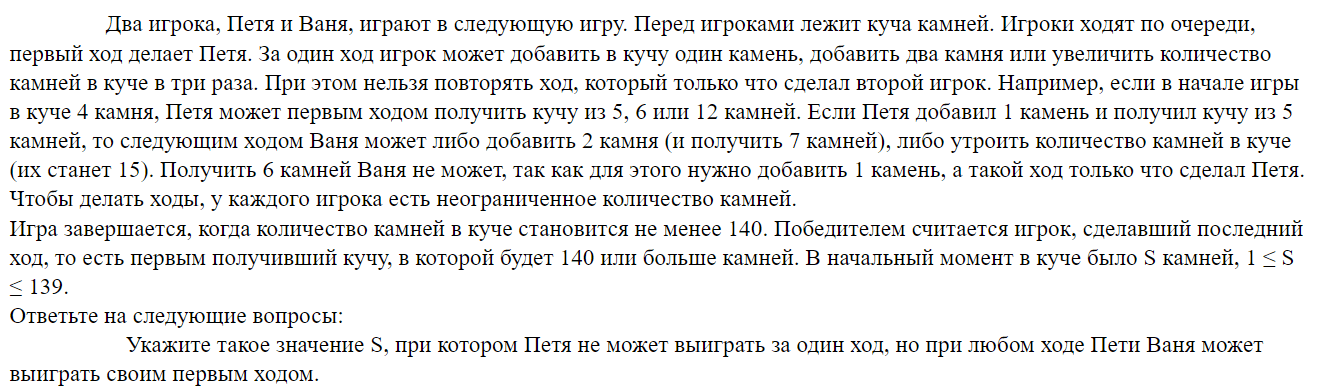 Два игрока, Петя и Ваня, играют в следующую игру. Перед игроками лежит куча камней. Игроки ходят по очереди,
первый ход делает Петя. За один ход игрок может добавить в кучу один камень, добавить два камня или увеличить количество
камней в куче в три раза. При этом нельзя повторять ход, который только что сделал второй игрок. Например, если в начале игры
в куче 4 камня, Петя может первым ходом получить кучу из 5, 6 или 12 камней. Если Петя добавил 1 камень и получил кучу из 5
камней, то следующим ходом Ваня может либо добавить 2 камня (и получить 7 камней), либо утроить количество камней в куче
(их станет 15). Получить 6 камней Ваня не может, так как для этого нужно добавить 1 камень, а такой ход только что сделал Петя.
Чтобы делать ходы, у каждого игрока есть неограниченное количество камней.
Игра завершается, когда количество камней в куче становится не менее 140. Победителем считается игрок, сделавший последний
ход, то есть первым получивший кучу, в которой будет 140 или больше камней. В начальный момент в куче было S камней, 1 ≤ S
≤ 139.
Ответьте на следующие вопросы:
Укажите такое значение S, при котором Петя не может выиграть за один ход, но при любом ходе Пети Ваня может
выиграть своим первым ходом.